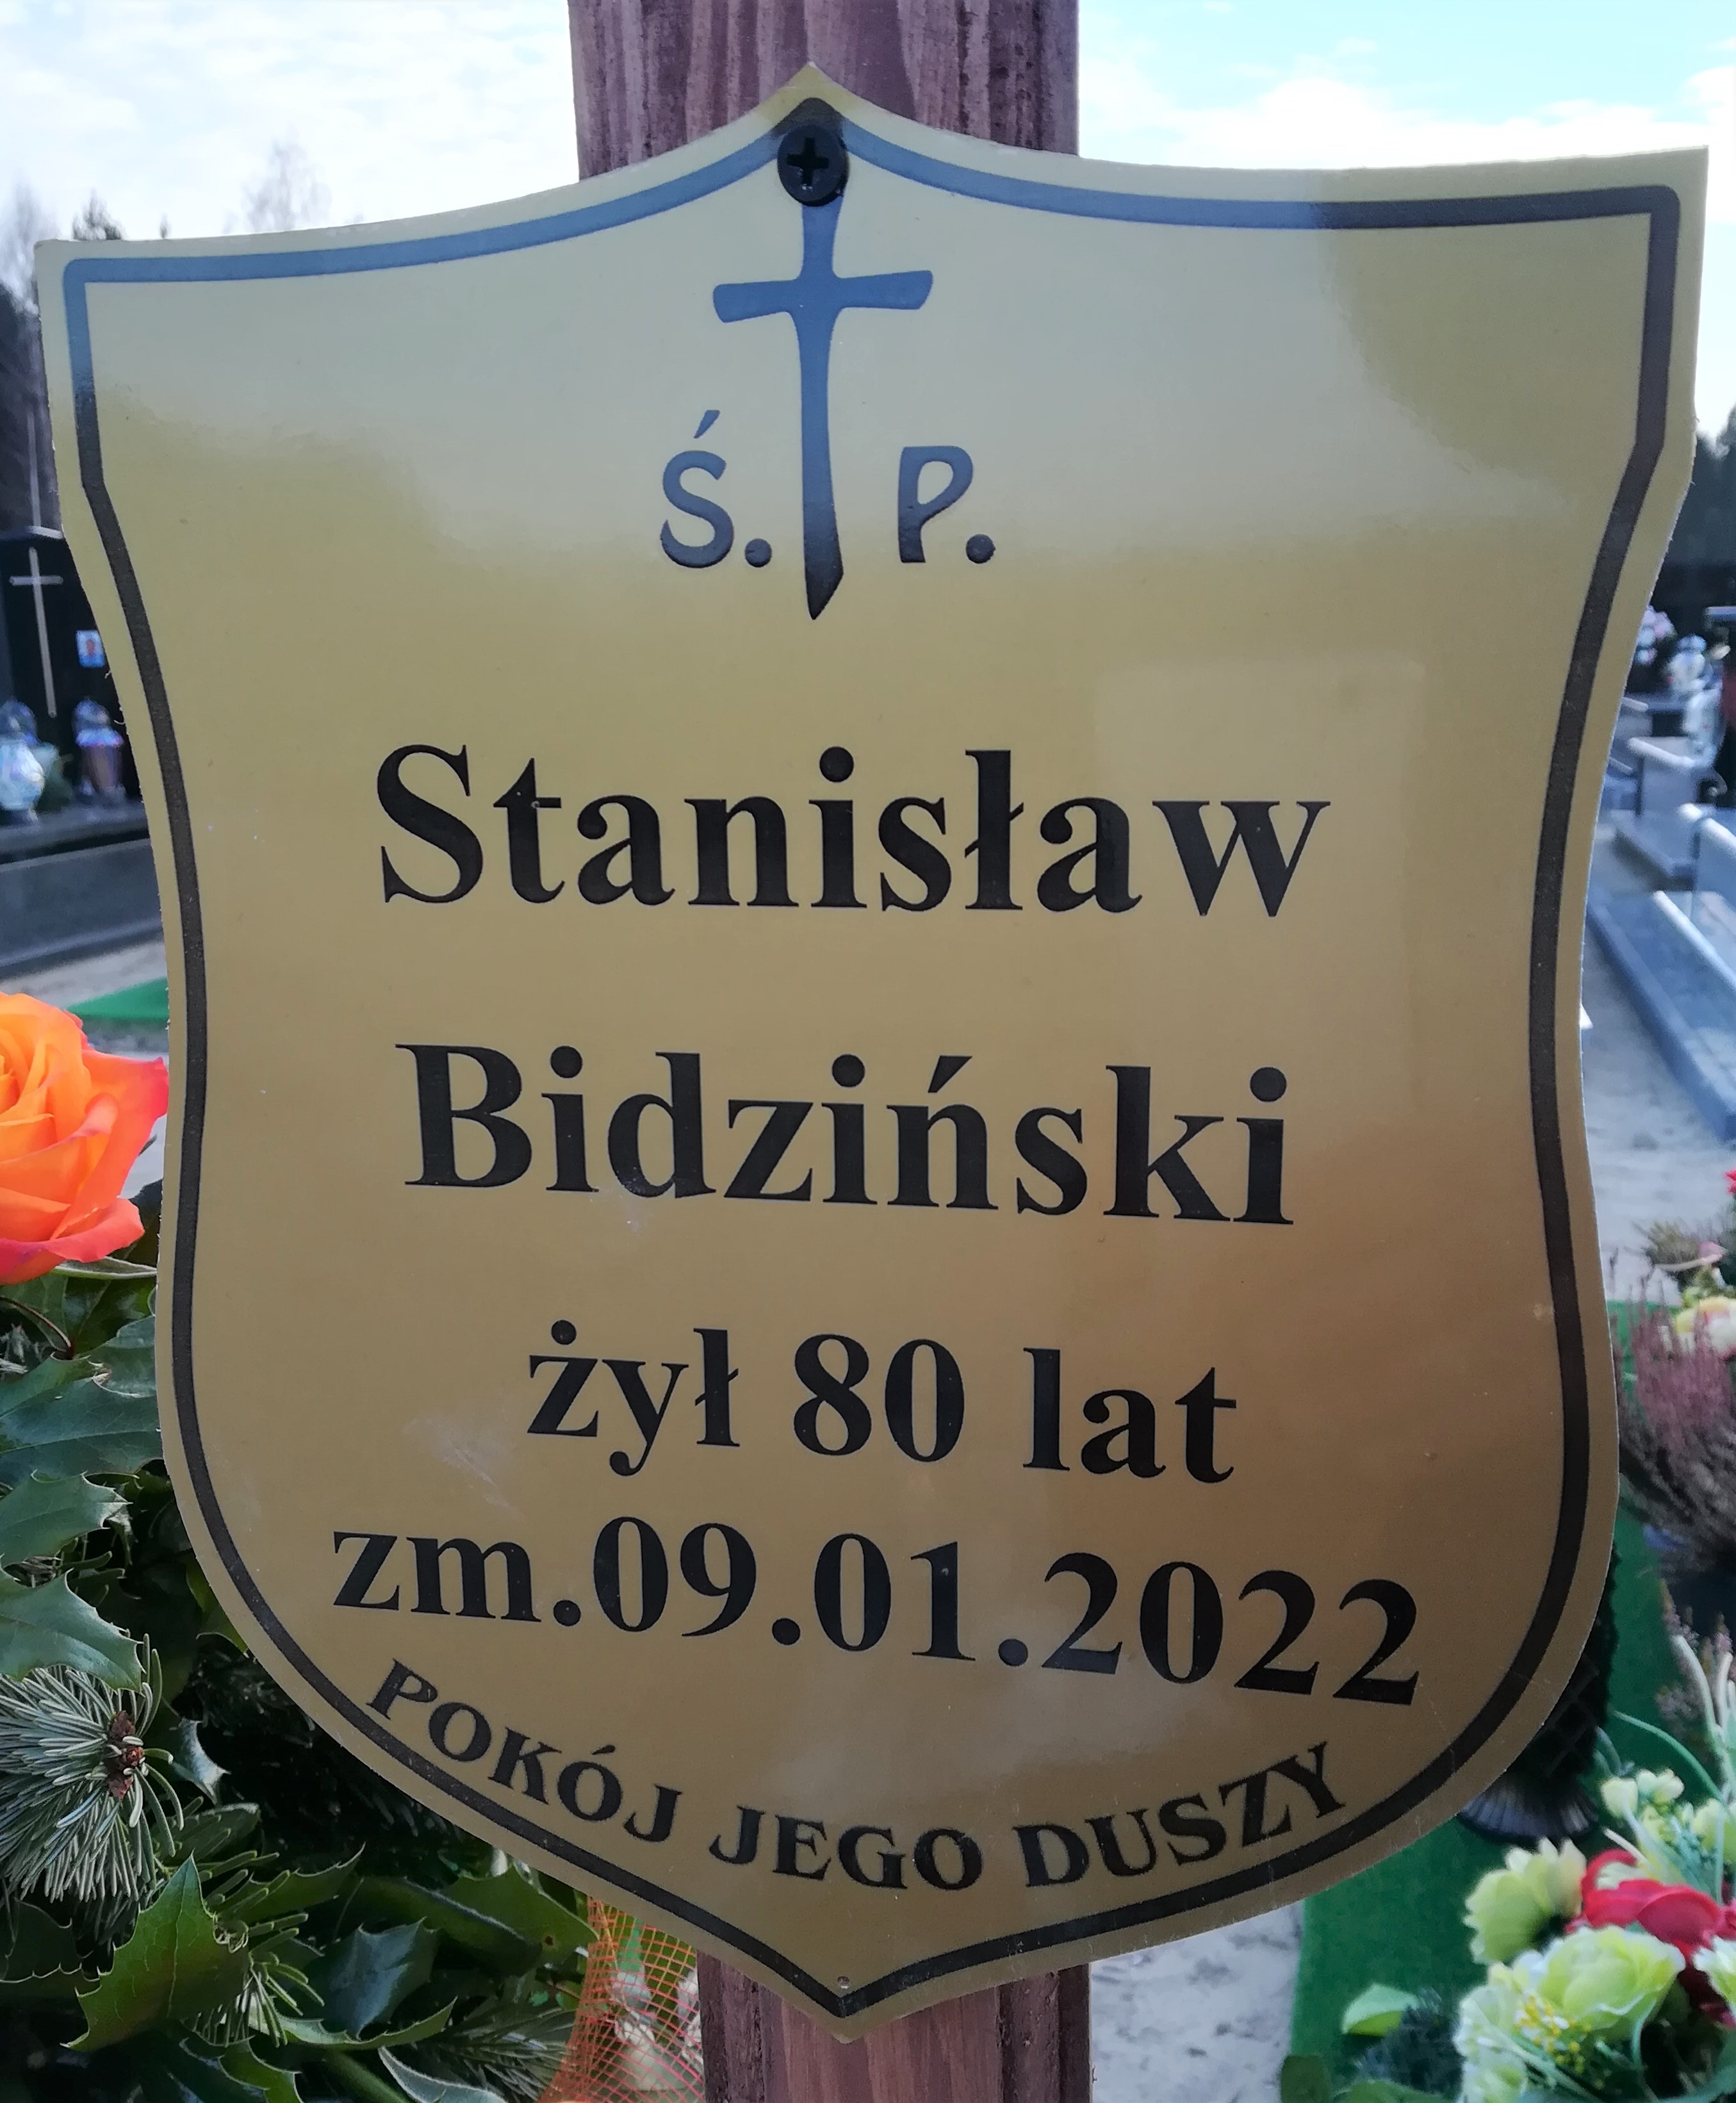 Ś. P.
Stanisław
Bidziński
żył 80 lat
zm.09.01.2022
POKÓJ JEGO DUSZY